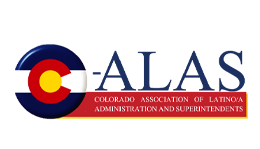 C-ALAS
COLORADO ASSOCIATION OF LATINO/A
ADMINISTRATION AND SUPERINTENDENTS